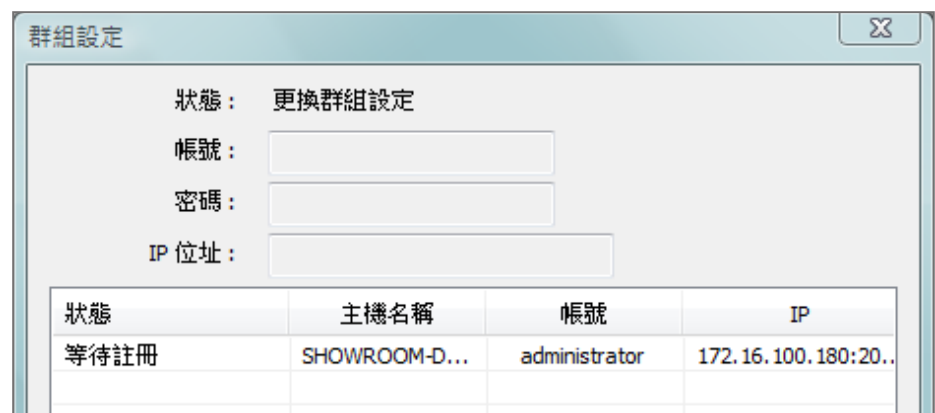 群組設定
狀態： 更換群組設定
帳號：
密碼：
IP 位址：
狀態 主機名稱 帳號 IP
等待註冊 SHOWROOM-D... administrator 172.16.100.180:20..